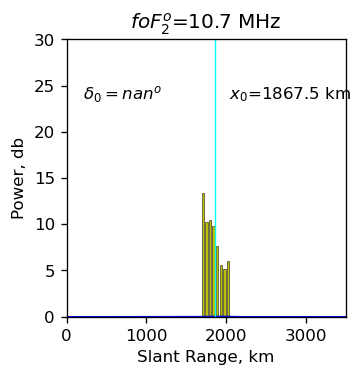 foF₂ᵒ=10.7 MHz
30
δ₀ = nanᵒ
x₀=1867.5 km
25
20
15
10
5
0
Power, db
0 1000 2000 3000
Slant Range, km